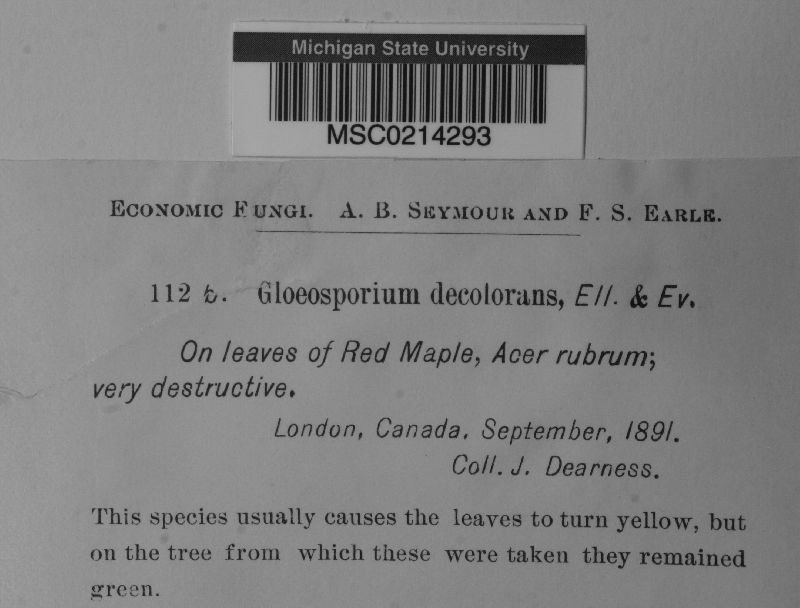 Michigan State University
MSC0214293
ECONOMIC FUNGI. A. B. SEYMOUR AND F. S. EARLE.
112 b. Gloeosporium decolorans, Ell. & Ev.
On leaves of Red Maple, Acer rubrum;
very destructive.
London, Canada, September, 1891.
Coll. J. Dearness.
This species usually causes the leaves to turn yellow, but
on the tree from which these were taken they remained
green.